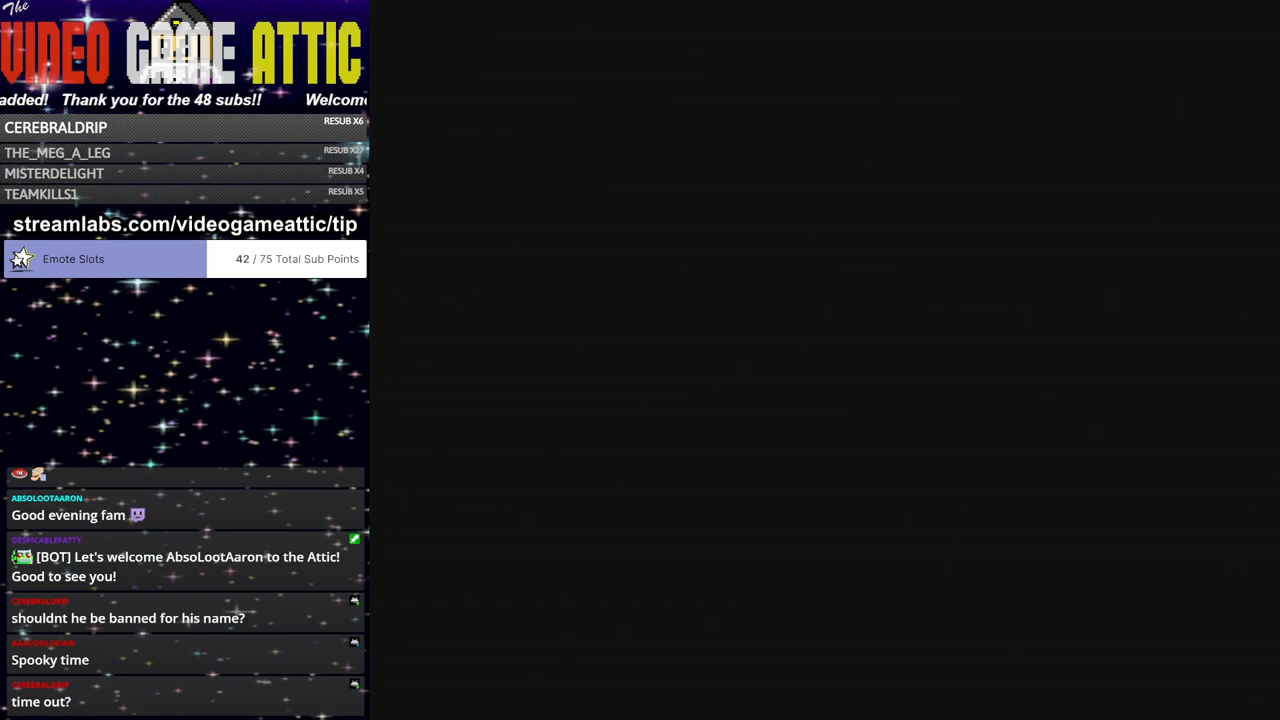 The
VIDEO GAME ATTIC
added! Thank you for the 48 subs!! Welcom
CEREBRALDRIP RESUB X6
THE_MEG_A_LEG RESUB X27
MISTERDELIGHT RESUB X4
TEAMKILLS1 RESUB X5
streamlabs.com/videogameattic/tip
Emote Slots 42 / 75 Total Sub Points
ABSOLOOTAARON
Good evening fam
DESPICABLEFATTY
[BOT] Let's welcome AbsoLootAaron to the Attic!
Good to see you!
CEREBRALDRIP
shouldnt he be banned for his name?
Spooky time
CEREBRALDRIP
time out?